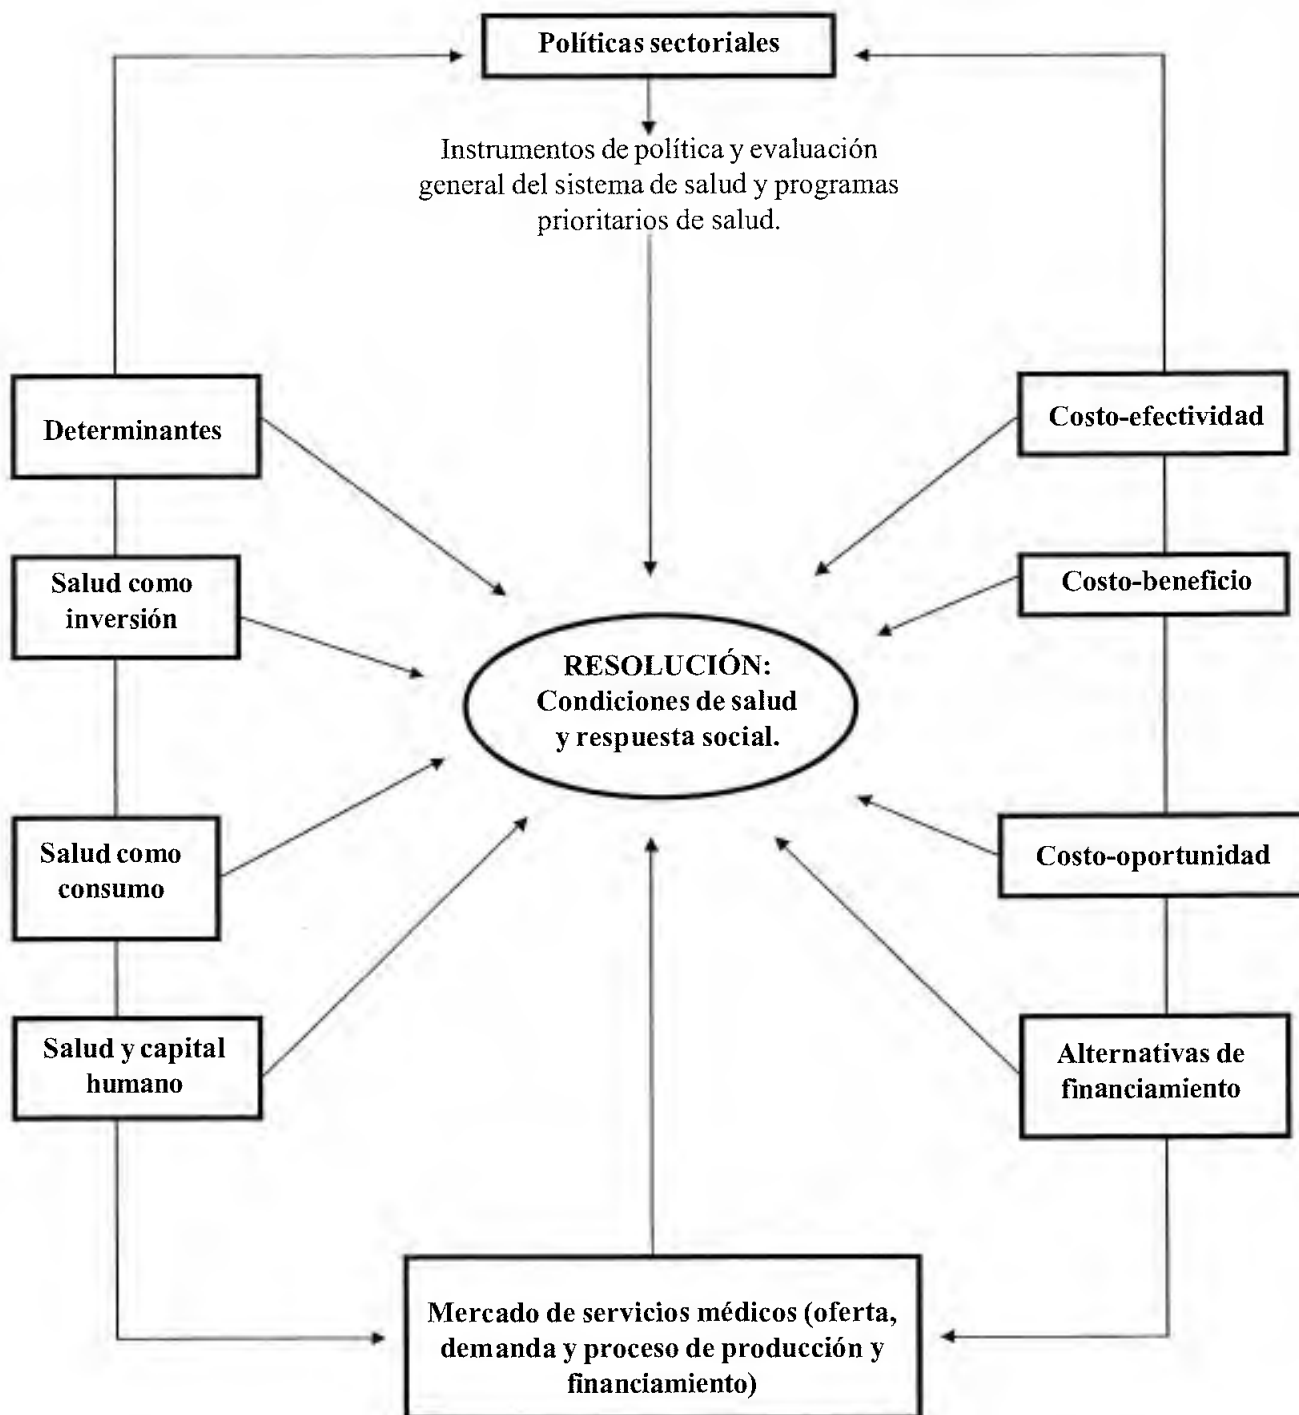 Políticas sectoriales
Instrumentos de política y evaluación
general del sistema de salud y programas
prioritarios de salud.
Determinantes
Costo-efectividad
Salud como
inversión
Costo-beneficio
RESOLUCIÓN:
Condiciones de salud
y respuesta social.
Salud como
consumo
Costo-oportunidad
Salud y capital
humano
Alternativas de
financiamiento
Mercado de servicios médicos (oferta,
demanda y proceso de producción y
financiamiento)